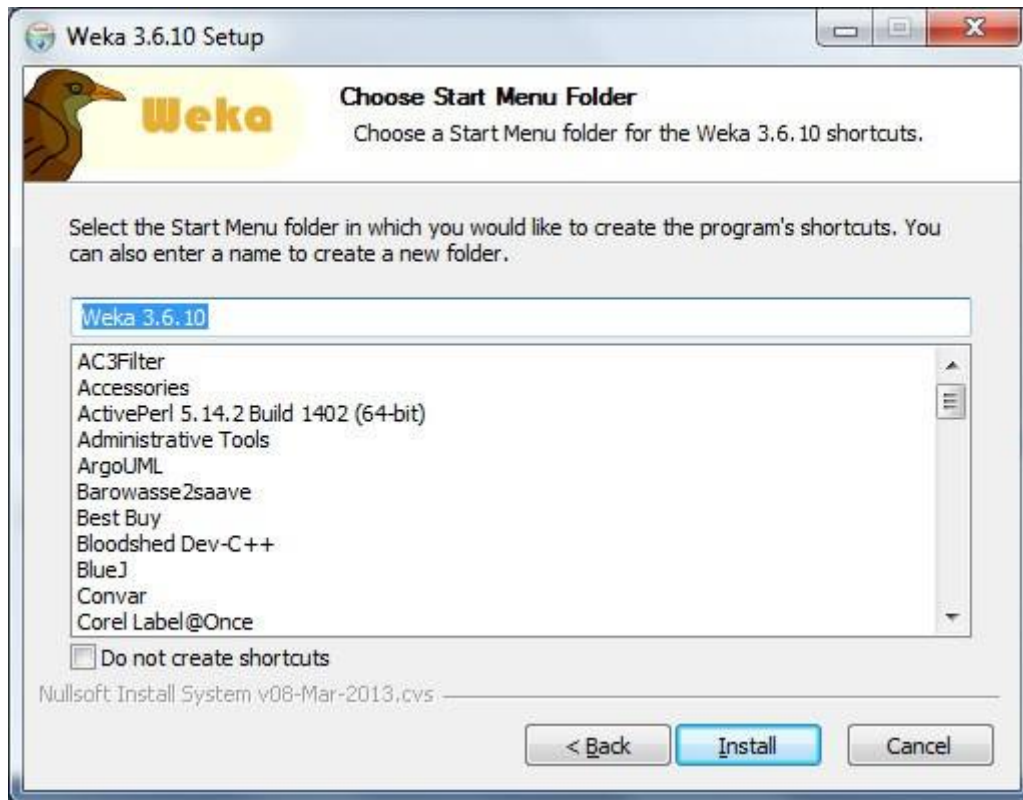 Weka 3.6.10 Setup
Weka
Choose Start Menu Folder
Choose a Start Menu folder for the Weka 3.6.10 shortcuts.
Select the Start Menu folder in which you would like to create the program's shortcuts. You
can also enter a name to create a new folder.
Weka 3.6.10
AC3Filter
Accessories
ActivePerl 5.14.2 Build 1402 (64-bit)
Administrative Tools
ArgoUML
Barowasse2saave
Best Buy
Bloodshed Dev-C++
BlueJ
Convar
Corel Label@Once
Do not create shortcuts
Nullsoft Install System v08-Mar-2013.cvs
< Back Install Cancel